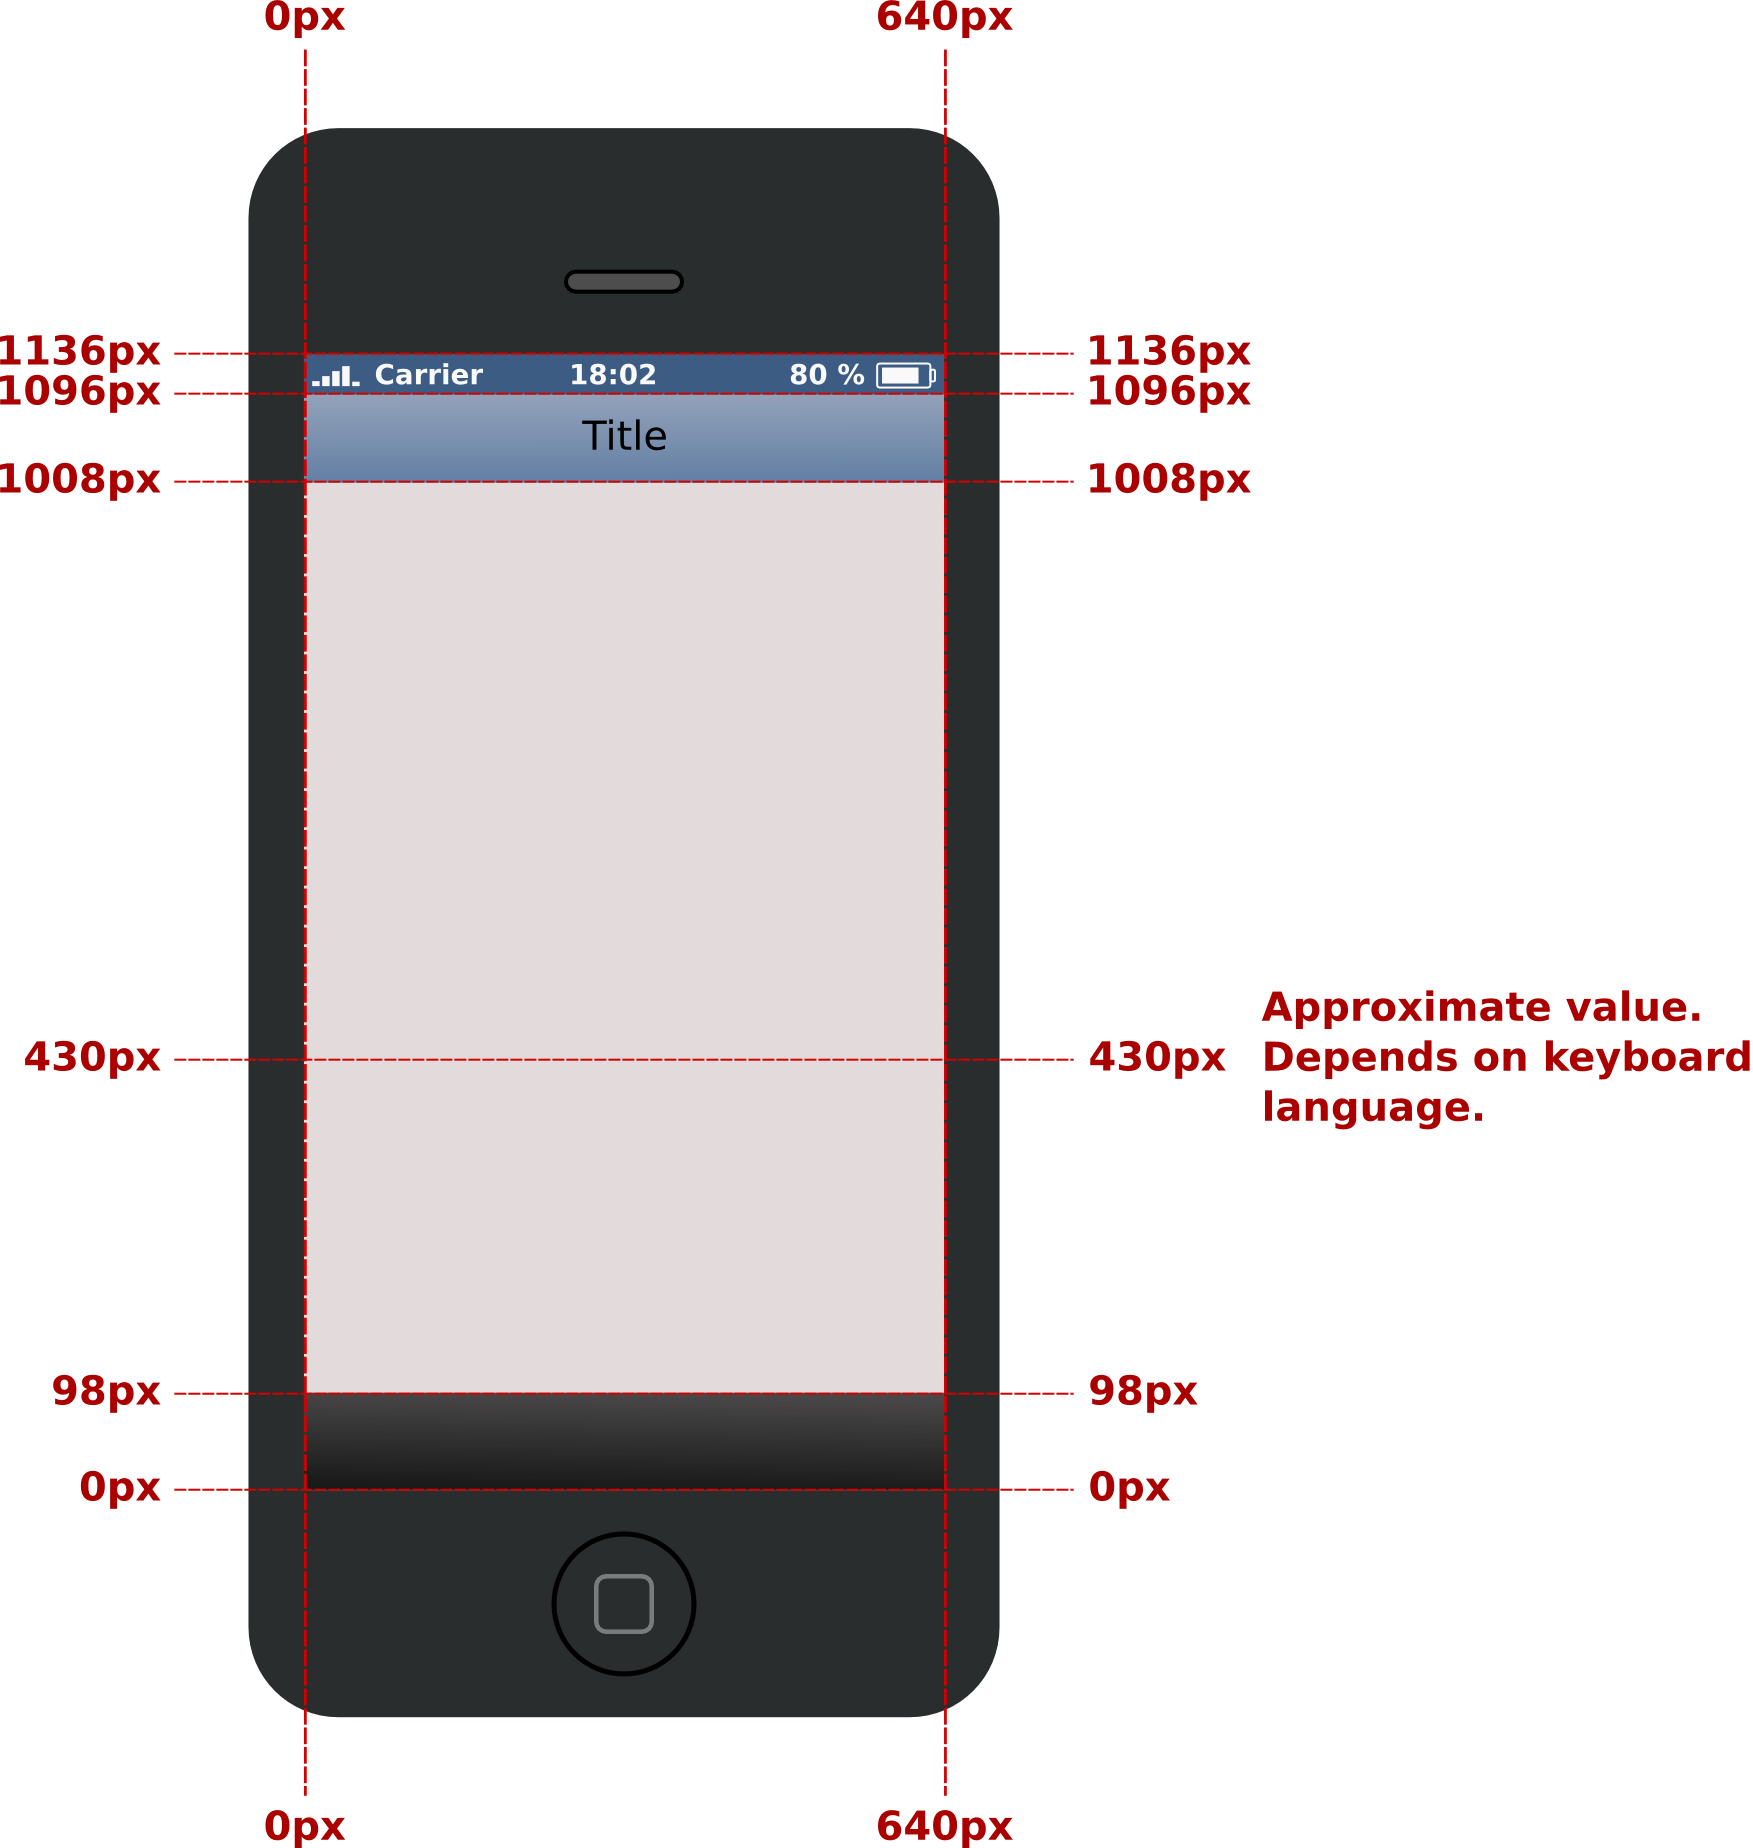 0px 640px
1136px 1136px
Carrier 18:02 80 %
1096px 1096px
Title
1008px 1008px
Approximate value.
430px 430px Depends on keyboard
language.
98px 98px
0px 0px
0px 640px